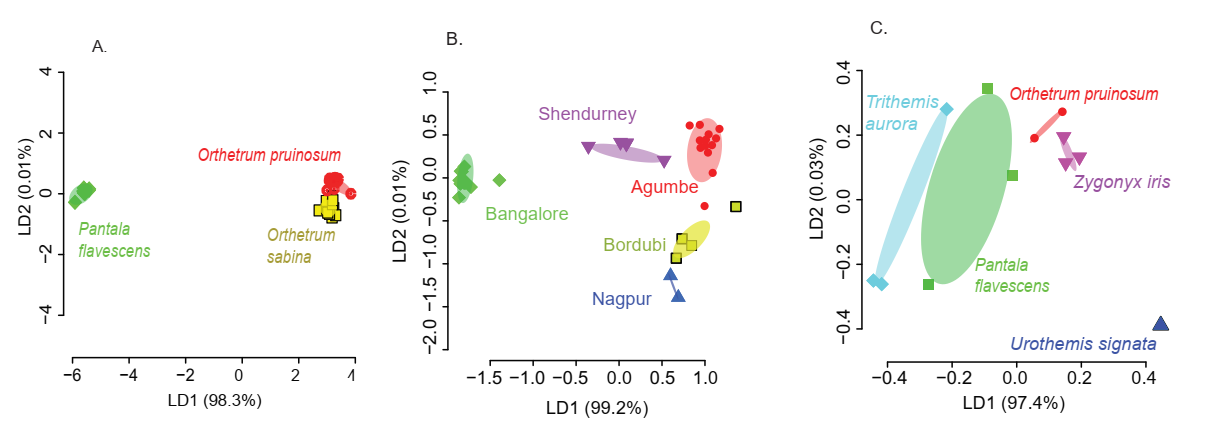 A.
4
2
0
−2
−4
LD2 (0.01%)
Orthetrum pruinosum
Pantala
flavescens
Orthetrum
sabina
−6
−4
−2
0
2
4
LD1 (98.3%)
B.
1.0
0.5
0.0
−0.5
−1.0
−1.5
−2.0
LD2 (0.01%)
Shendurney
Agumbe
Bangalore
Bordubi
Nagpur
−1.5
−1.0
−0.5
0.0
0.5
1.0
LD1 (99.2%)
C.
0.4
0.2
0.0
−0.2
−0.4
LD2 (0.03%)
Trithemis
aurora
Orthetrum pruinosum
Zygonyx iris
Pantala
flavescens
Urothemis signata
−0.4
−0.2
0.0
0.2
0.4
LD1 (97.4%)